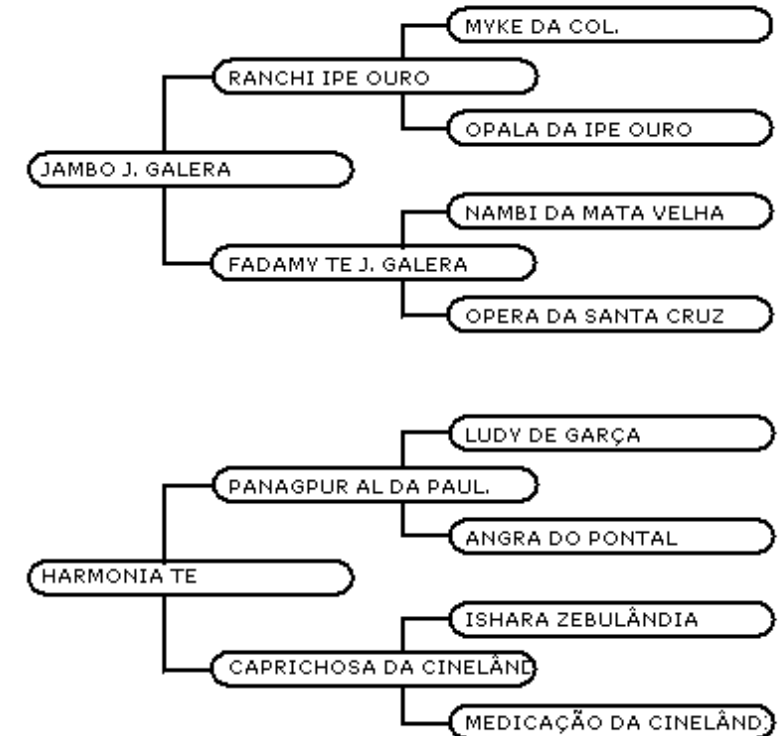 MYKE DA COL.
RANCHI IPE OURO
OPALA DA IPE OURO
JAMBO J. GALERA
NAMBI DA MATA VELHA
FADAMY TE J. GALERA
OPERA DA SANTA CRUZ
LUDY DE GARÇA
PANAGPUR AL DA PAUL.
ANGRA DO PONTAL
HARMONIA TE
ISHARA ZEBULÂNDIA
CAPRICHOSA DA CINELÂND
MEDICAÇÃO DA CINELÂND